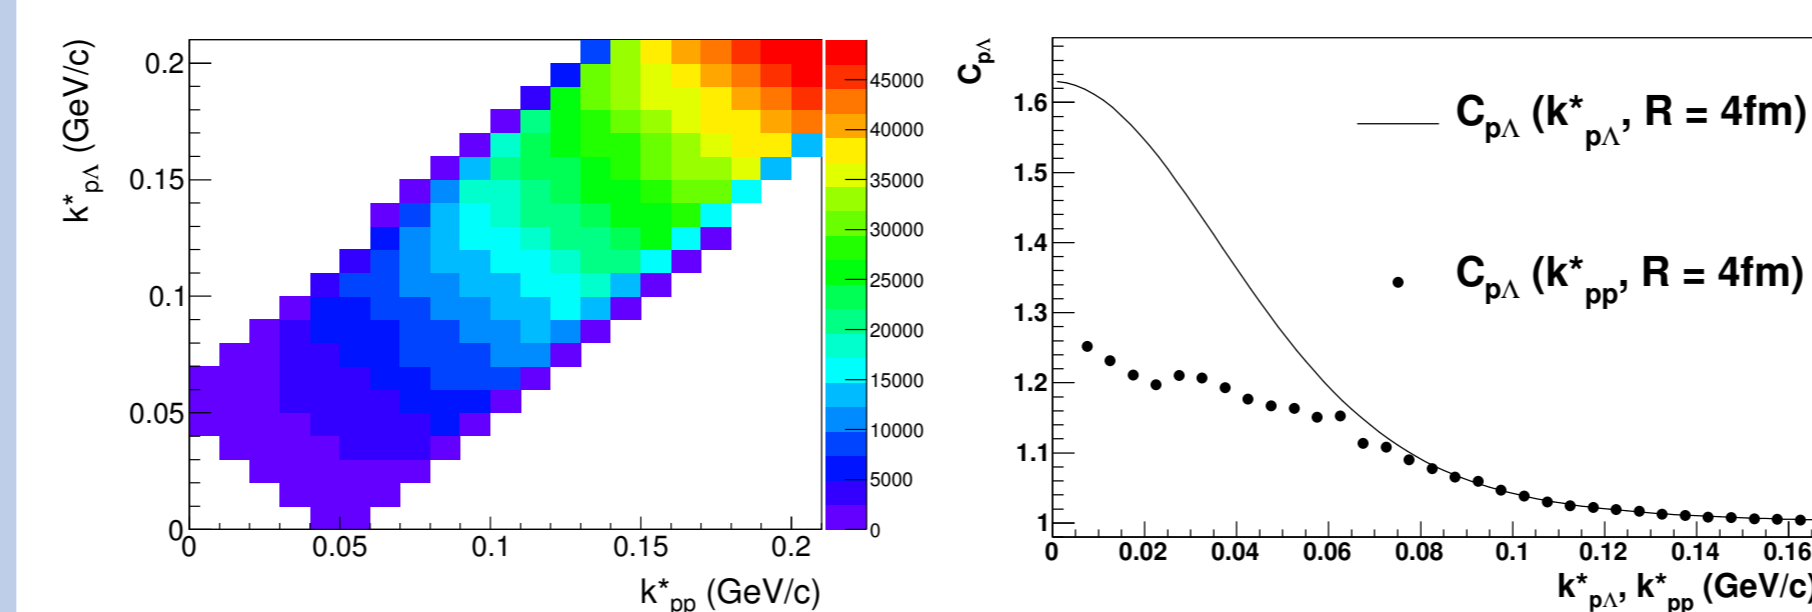 k*pΛ (GeV/c)
0.2
0.15
0.1
0.05
0
0 0.05 0.1 0.15 0.2
k*pp (GeV/c)
45000
40000
35000
30000
25000
20000
15000
10000
5000
0
CpΛ
1.6
1.5
1.4
1.3
1.2
1.1
1
CpΛ (k*pΛ, R = 4fm)
CpΛ (k*pp, R = 4fm)
0 0.02 0.04 0.06 0.08 0.1 0.12 0.14 0.16
k*pΛ, k*pp (GeV/c)